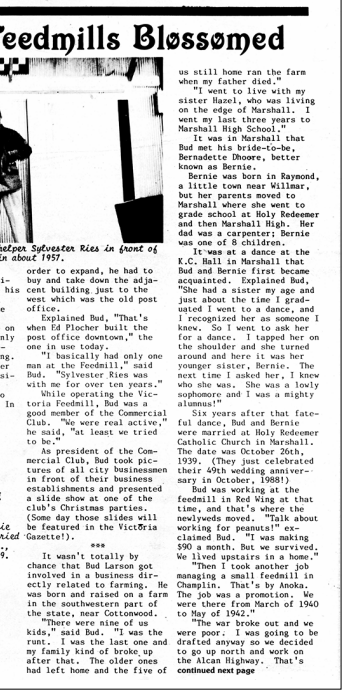 Feedmills Bløssømed
helper Sylvester Ries in front of
in about 1957.
order to expand, he had to
buy and take down the adja-
cent building just to the
west which was the old post
office.
Explained Bud, "That's
when Ed Plocher built the
post office downtown," the
one in use today.
"I basically had only one
man at the Feedmill," said
Bud. "Sylvester Ries was
with me for over ten years."
While operating the Vic-
toria Feedmill, Bud was a
good member of the Commercial
Club. "We were real active,"
he said, "at least we tried
to be."
As president of the Com-
mercial Club, Bud took pic-
tures of all city businessmen
in front of their business
establishments and presented
a slide show at one of the
club's Christmas parties.
(Some day those slides will
be featured in the Victoria
Gazette!).
***
It wasn't totally by
chance that Bud Larson got
involved in a business dir-
ectly related to farming. He
was born and raised on a farm
in the southwestern part of
the state, near Cottonwood.
"There were nine of us
kids," said Bud. "I was the
runt. I was the last one and
my family kind of broke up
after that. The older ones
had left home and the five of
us still home ran the farm
when my father died."
"I went to live with my
sister Hazel, who was living
on the edge of Marshall. I
went my last three years to
Marshall High School."
It was in Marshall that
Bud met his bride-to-be,
Bernadette Dhoore, better
known as Bernie.
Bernie was born in Raymond,
a little town near Willmar,
but her parents moved to
Marshall where she went to
grade school at Holy Redeemer
and then Marshall High. Her
dad was a carpenter; Bernie
was one of 8 children.
It was at a dance at the
K.C. Hall in Marshall that
Bud and Bernie first became
acquainted. Explained Bud,
"She had a sister my age and
just about the time I grad-
uated I went to a dance, and
I recognized her as someone I
knew. So I went to ask her
for a dance. I tapped her on
the shoulder and she turned
around and here it was her
younger sister, Bernie. The
next time I asked her, I knew
who she was. She was a lowly
sophomore and I was a mighty
alumnus!"
Six years after that fate-
ful dance, Bud and Bernie
were married at Holy Redeemer
Catholic Church in Marshall.
The date was October 26th,
1939. (They just celebrated
their 49th wedding anniver-
sary in October, 1988!)
Bud was working at the
feedmill in Red Wing at that
time, and that's where the
newlyweds moved. "Talk about
working for peanuts!" ex-
claimed Bud. "I was making
$90 a month. But we survived.
We lived upstairs in a home."
"Then I took another job
managing a small feedmill in
Champlin. That's by Anoka.
The job was a promotion. We
were there from March of 1940
to May of 1942."
"The war broke out and we
were poor. I was going to be
drafted anyway so we decided
to go up north and work on
the Alcan Highway. That's
continued next page